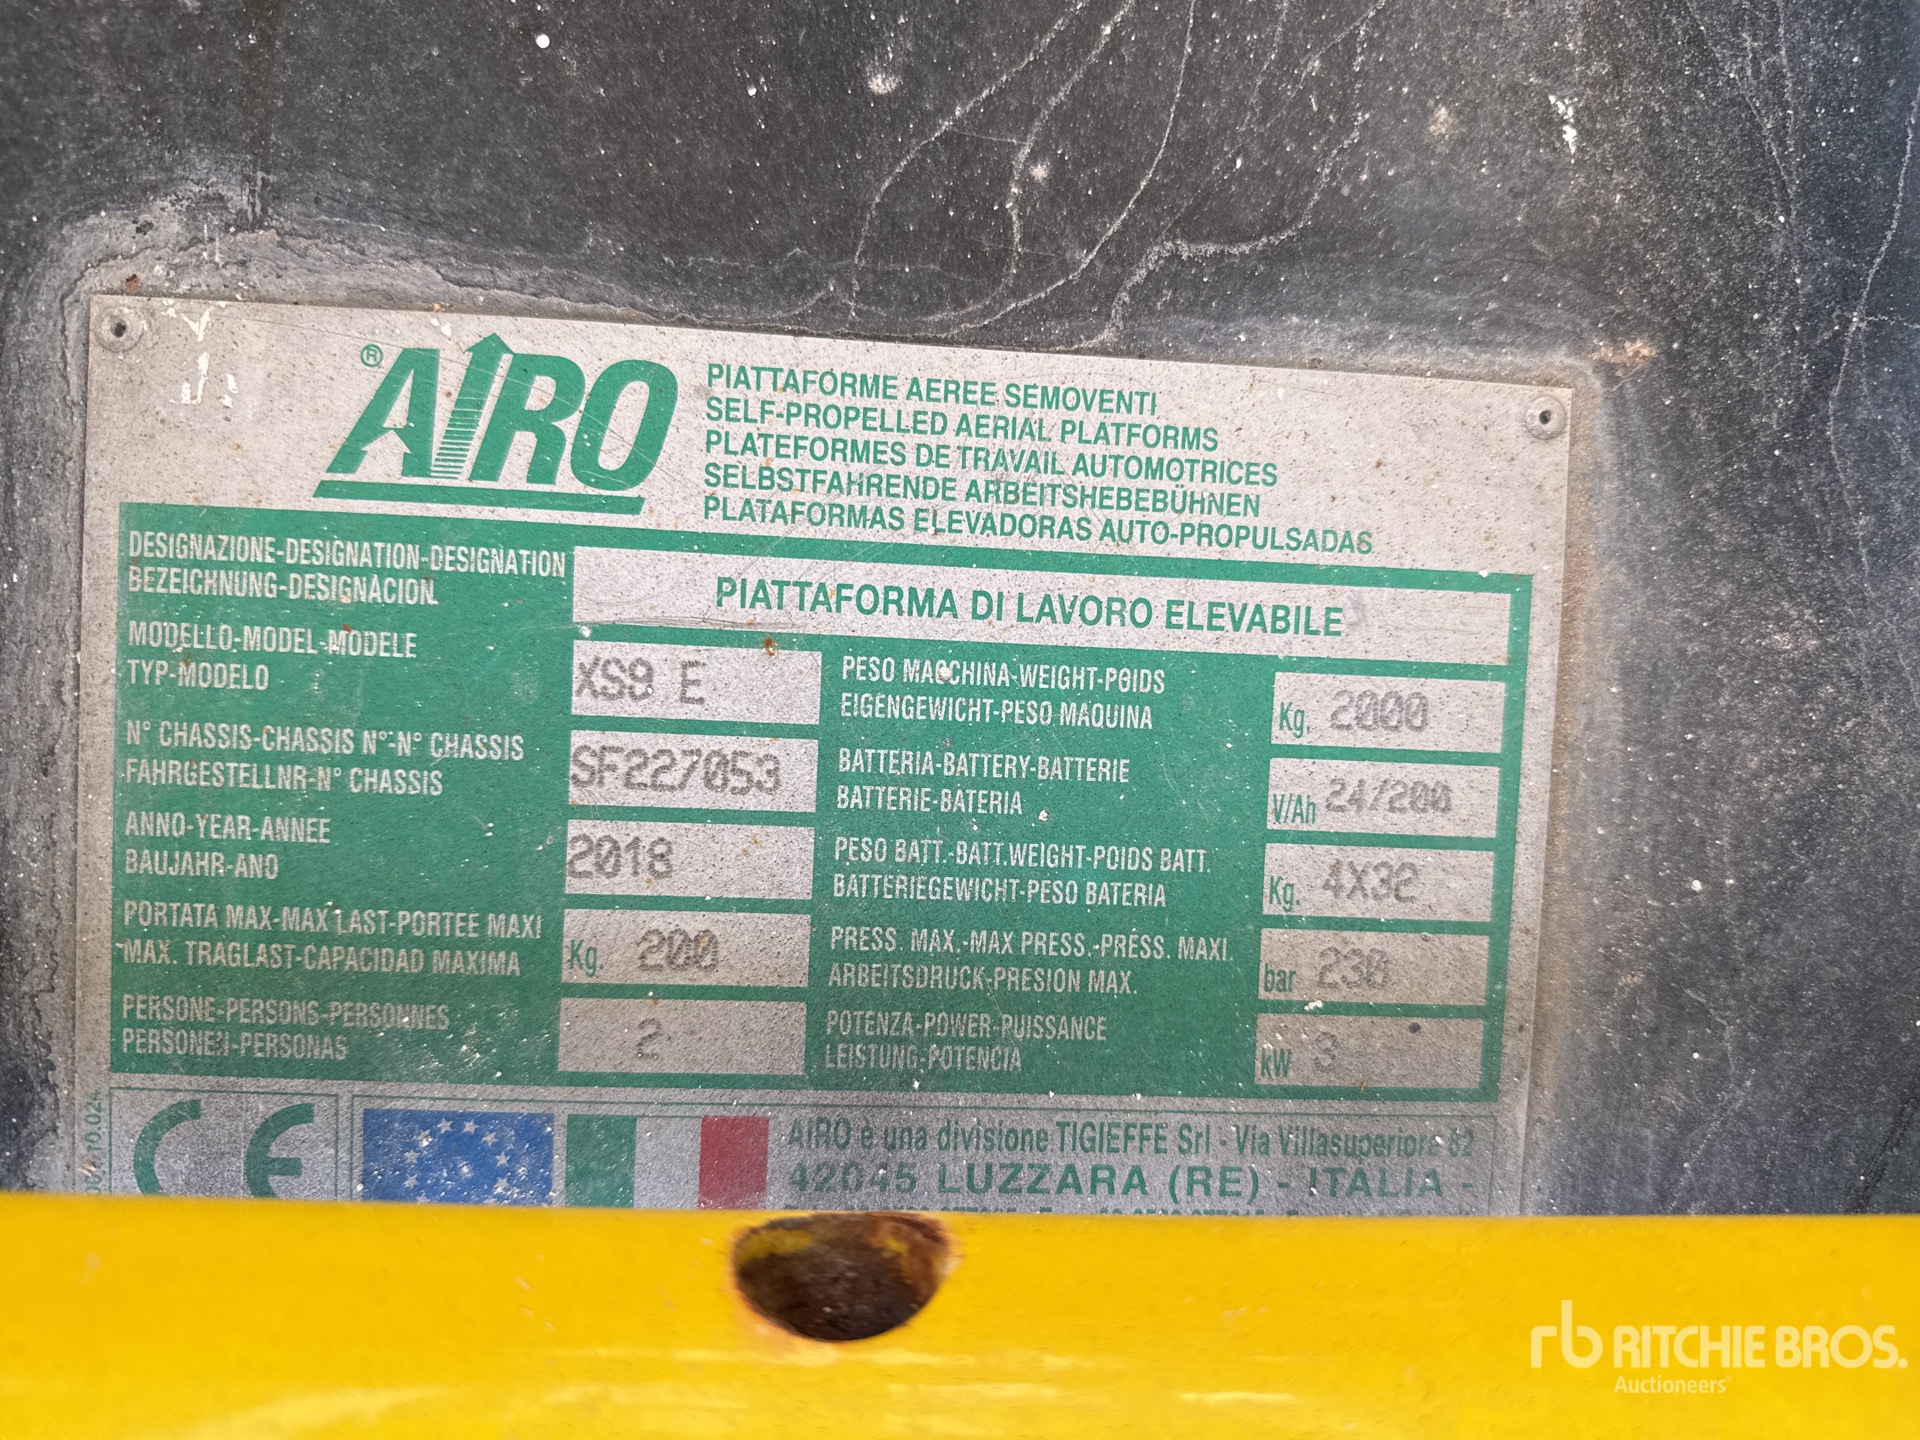 ® AIRO
PIATTAFORME AEREE SEMOVENTI
SELF-PROPELLED AERIAL PLATFORMS
PLATEFORMES DE TRAVAIL AUTOMOTRICES
SELBSTFAHRENDE ARBEITSHEBEBÜHNEN
PLATAFORMAS ELEVADORAS AUTO-PROPULSADAS
DESIGNAZIONE-DESIGNATION-DESIGNATION
BEZEICHNUNG-DESIGNACION
PIATTAFORMA DI LAVORO ELEVABILE
MODELLO-MODEL-MODELE
TYP-MODELO
XS9 E
N° CHASSIS-CHASSIS N°-N° CHASSIS
FAHRGESTELLNR-N° CHASSIS
SF227053
ANNO-YEAR-ANNEE
BAUJAHR-ANO
2018
PORTATA MAX-MAX LAST-PORTEE MAXI
MAX. TRAGLAST-CAPACIDAD MAXIMA
Kg. 200
PERSONE-PERSONS-PERSONNES
PERSONEN-PERSONAS
2
PESO MACCHINA-WEIGHT-POIDS
EIGENGEWICHT-PESO MAQUINA
Kg. 2000
BATTERIA-BATTERY-BATTERIE
BATTERIE-BATERIA
V/Ah 24/200
PESO BATT.-BATT.WEIGHT-POIDS BATT.
BATTERIEGEWICHT-PESO BATERIA
Kg. 4X32
PRESS. MAX.-MAX PRESS.-PRESS. MAXI.
ARBEITSDRUCK-PRESION MAX.
bar 230
POTENZA-POWER-PUISSANCE
LEISTUNG-POTENCIA
kW 3
CE
AIRO è una divisione TIGIEFFE Srl - Via Villasuperiore 82
42045 LUZZARA (RE) - ITALIA -
rb RITCHIE BROS.
Auctioneers